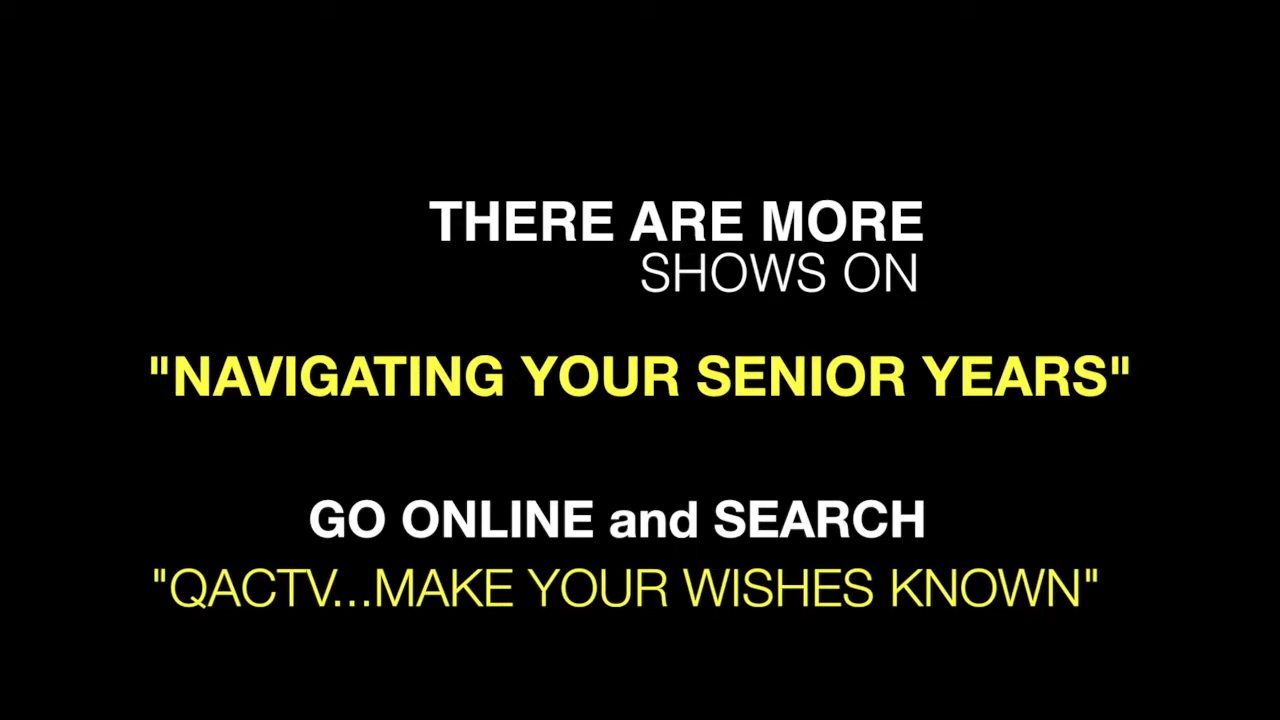 THERE ARE MORE
SHOWS ON
"NAVIGATING YOUR SENIOR YEARS"
GO ONLINE and SEARCH
"QACTV...MAKE YOUR WISHES KNOWN"